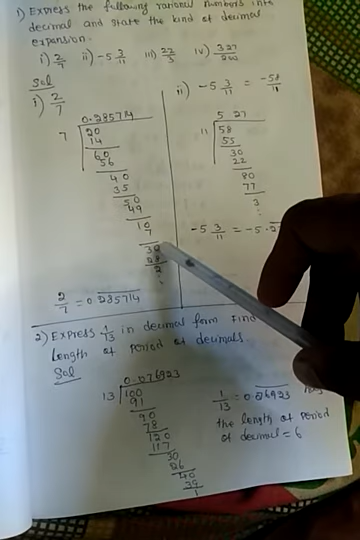 1) Express the following rational numbers into
decimal and state the kind of decimal
expansion.
i) 2/7 ii) -5 3/11 iii) 22/3 iv) 327/200
Sol
i) 2/7
0.285714
7 20
14
60
56
40
35
50
49
10
7
30
28
2
2/7 = 0.285714
ii) -5 3/11 = -58
5 27
11 58
55
30
22
80
77
3
-5 3/11 = -5.27
2) Express 1/13 in decimal form Find
length of period of decimals.
Sol
0.076923
13 100
91
90
78
120
117
30
26
40
39
1
1/13 = 0.076923
the length of period
of decimal = 6